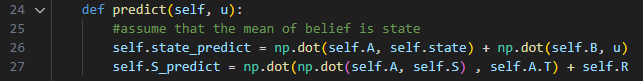 24 def predict(self, u):
25 #assume that the mean of belief is state
26 self.state_predict = np.dot(self.A, self.state) + np.dot(self.B, u)
27 self.S_predict = np.dot(np.dot(self.A, self.S) , self.A.T) + self.R